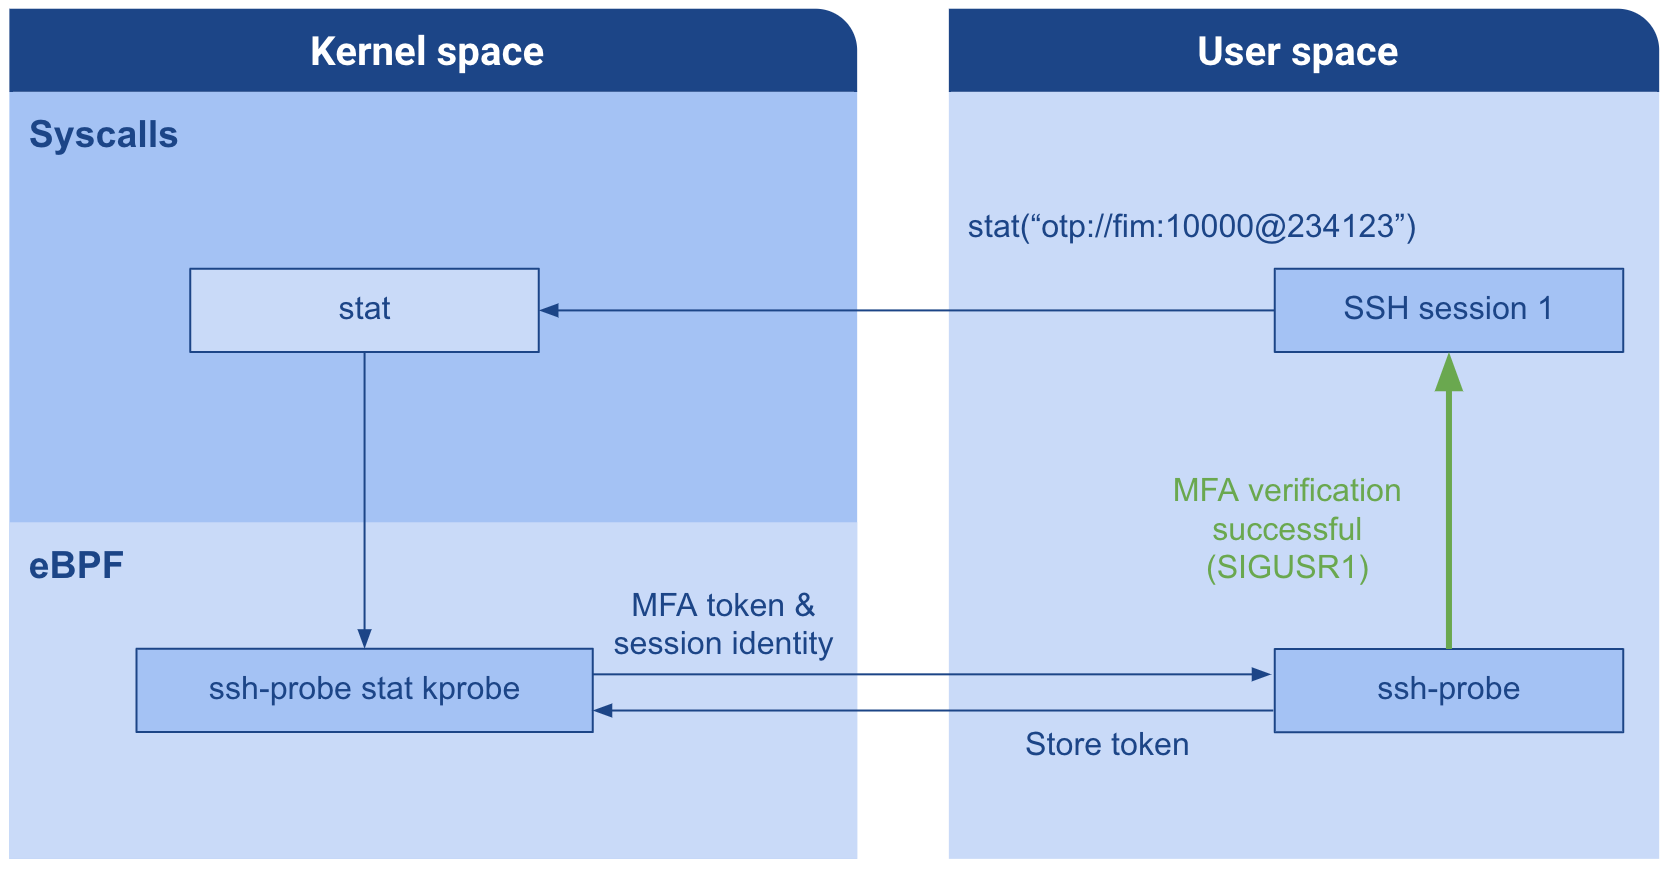 Kernel space
User space
Syscalls
stat(“otp://fim:10000@234123”)
stat
SSH session 1
MFA verification
successful
(SIGUSR1)
eBPF
MFA token &
session identity
ssh-probe stat kprobe
ssh-probe
Store token